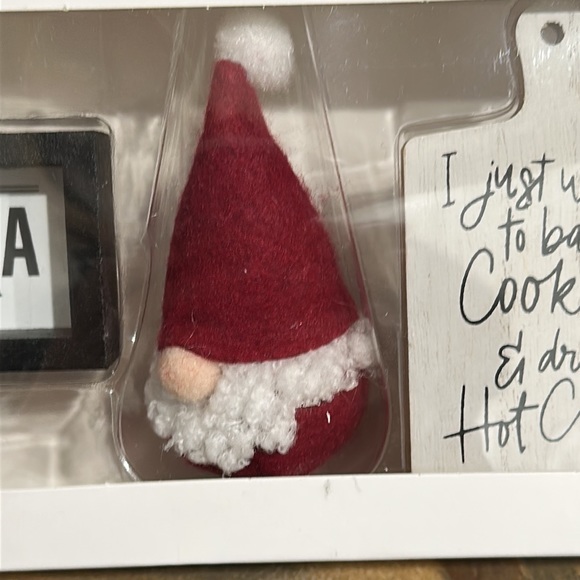 A
I just
to ba
Cook
& dr
Hot C